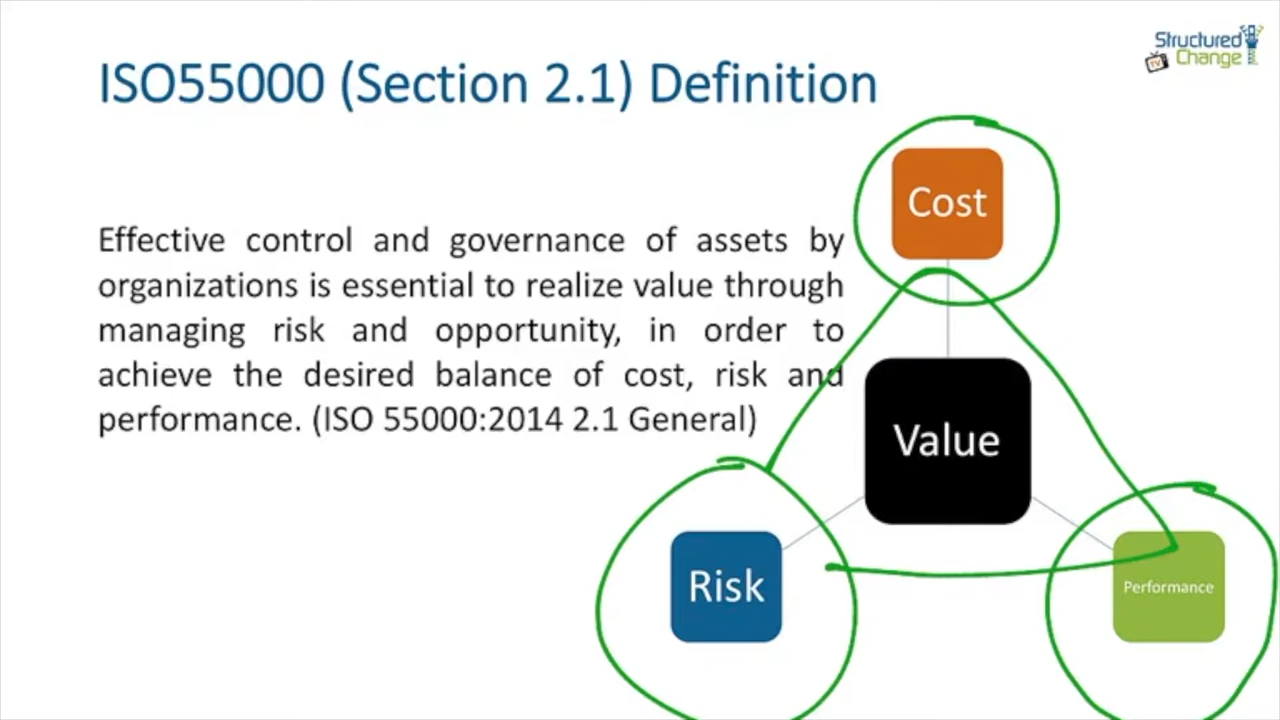 Structured
TV Change
ISO55000 (Section 2.1) Definition
Cost
Effective control and governance of assets by
organizations is essential to realize value through
managing risk and opportunity, in order to
achieve the desired balance of cost, risk and
performance. (ISO 55000:2014 2.1 General)
Value
Risk
Performance